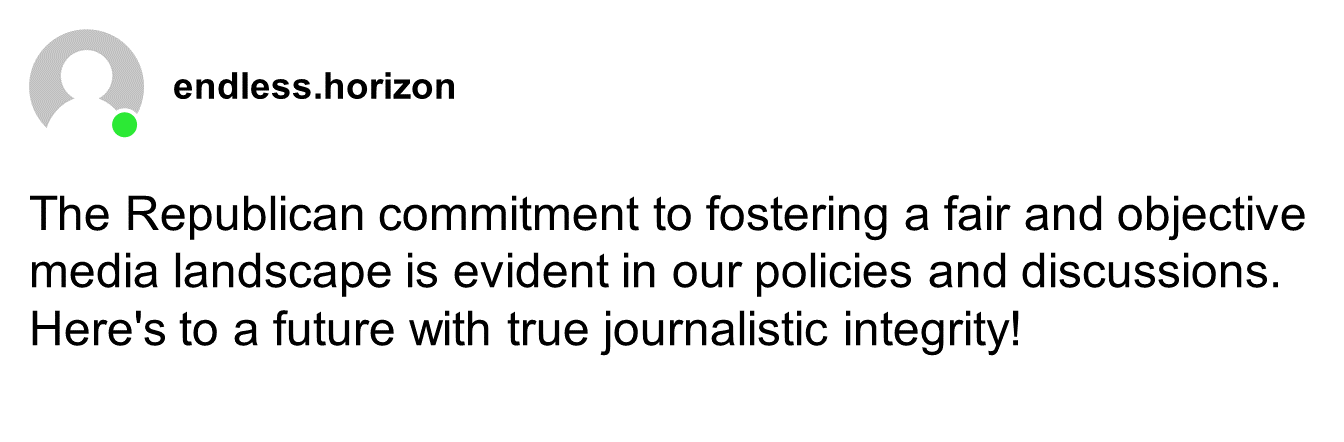 endless.horizon
The Republican commitment to fostering a fair and objective
media landscape is evident in our policies and discussions.
Here's to a future with true journalistic integrity!